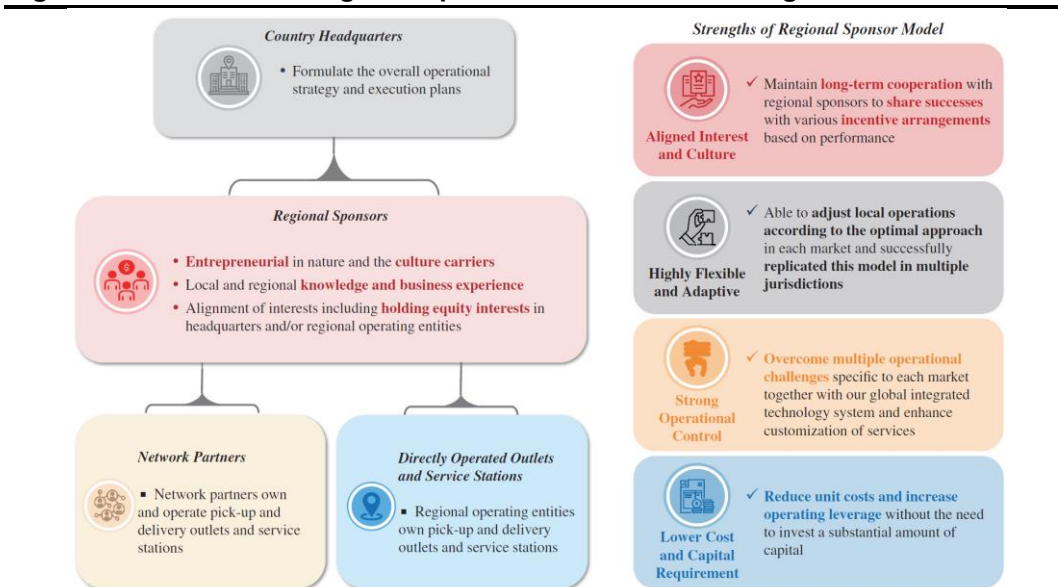 Country Headquarters
• Formulate the overall operational
strategy and execution plans
Regional Sponsors
• Entrepreneurial in nature and the culture carriers
• Local and regional knowledge and business experience
• Alignment of interests including holding equity interests in
headquarters and/or regional operating entities
Network Partners
▪ Network partners own
and operate pick-up and
delivery outlets and service
stations
Directly Operated Outlets
and Service Stations
▪ Regional operating entities
own pick-up and delivery
outlets and service stations
Strengths of Regional Sponsor Model
Aligned Interest
and Culture
✓ Maintain long-term cooperation with
regional sponsors to share successes
with various incentive arrangements
based on performance
Highly Flexible
and Adaptive
✓ Able to adjust local operations
according to the optimal approach
in each market and successfully
replicated this model in multiple
jurisdictions
Strong
Operational
Control
✓ Overcome multiple operational
challenges specific to each market
together with our global integrated
technology system and enhance
customization of services
Lower Cost
and Capital
Requirement
✓ Reduce unit costs and increase
operating leverage without the need
to invest a substantial amount of
capital